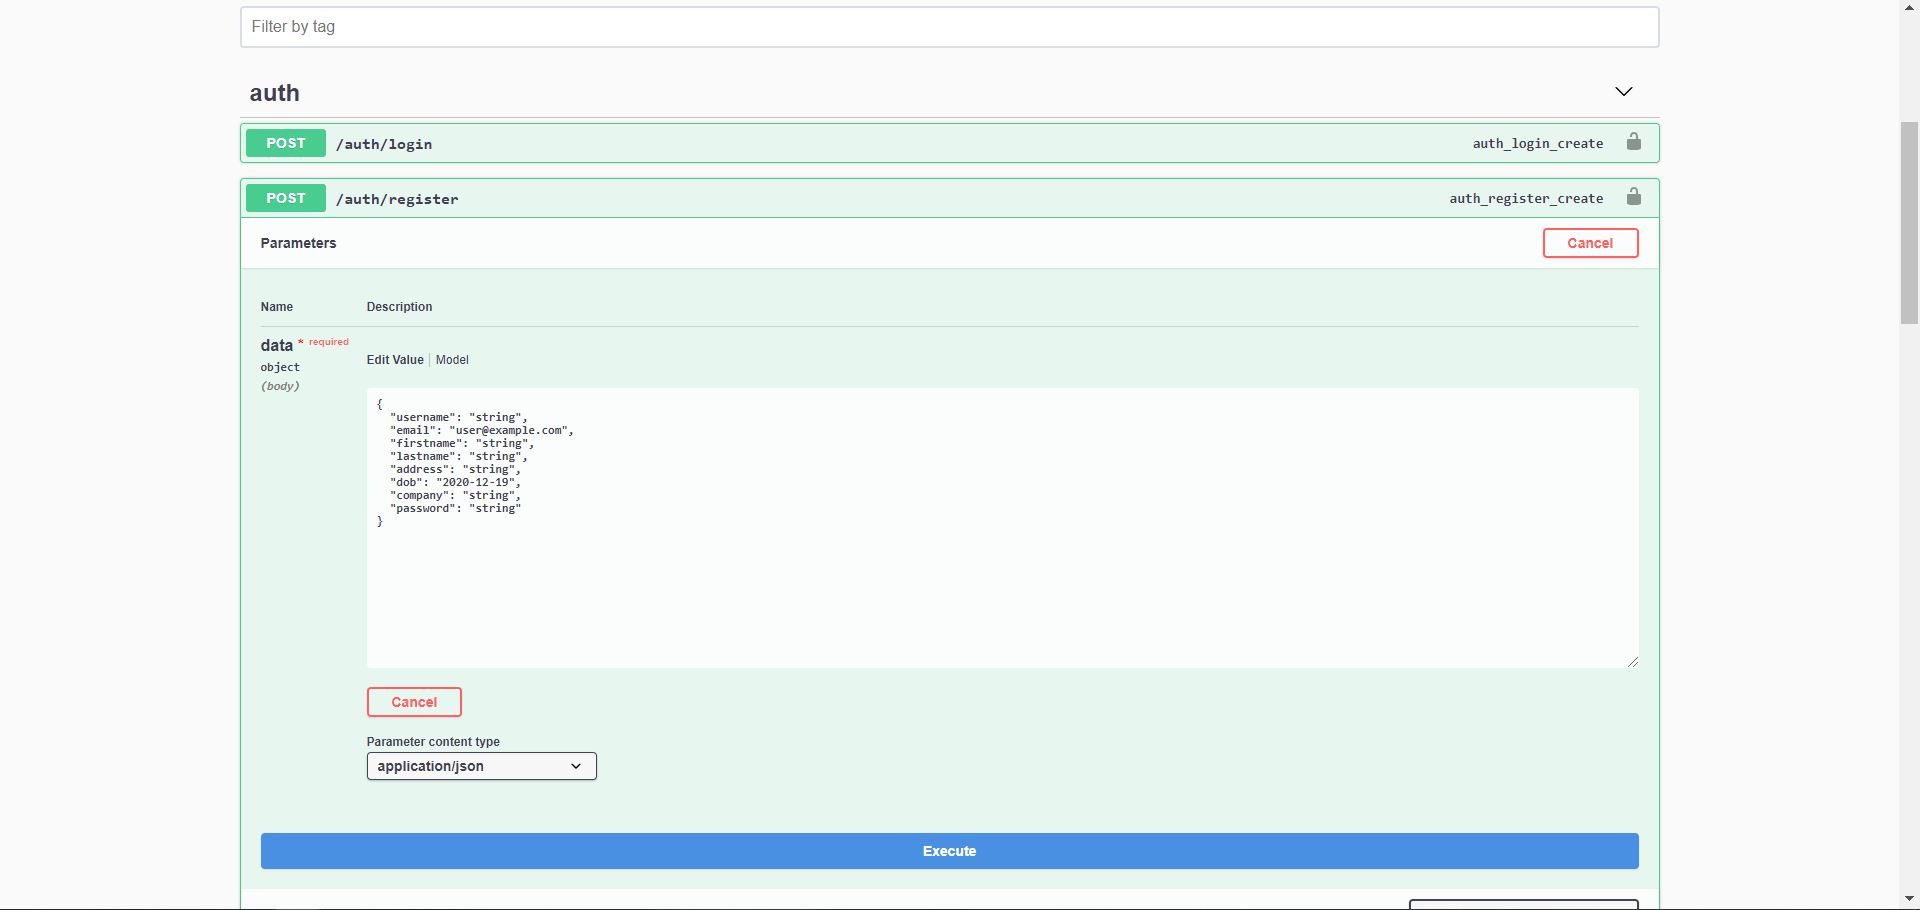 Filter by tag
auth
POST /auth/login auth_login_create
POST /auth/register auth_register_create
Parameters Cancel
Name Description
data * required
object
(body)
Edit Value Model
{
  "username": "string",
  "email": "user@example.com",
  "firstname": "string",
  "lastname": "string",
  "address": "string",
  "dob": "2020-12-19",
  "company": "string",
  "password": "string"
}
Cancel
Parameter content type
application/json
Execute